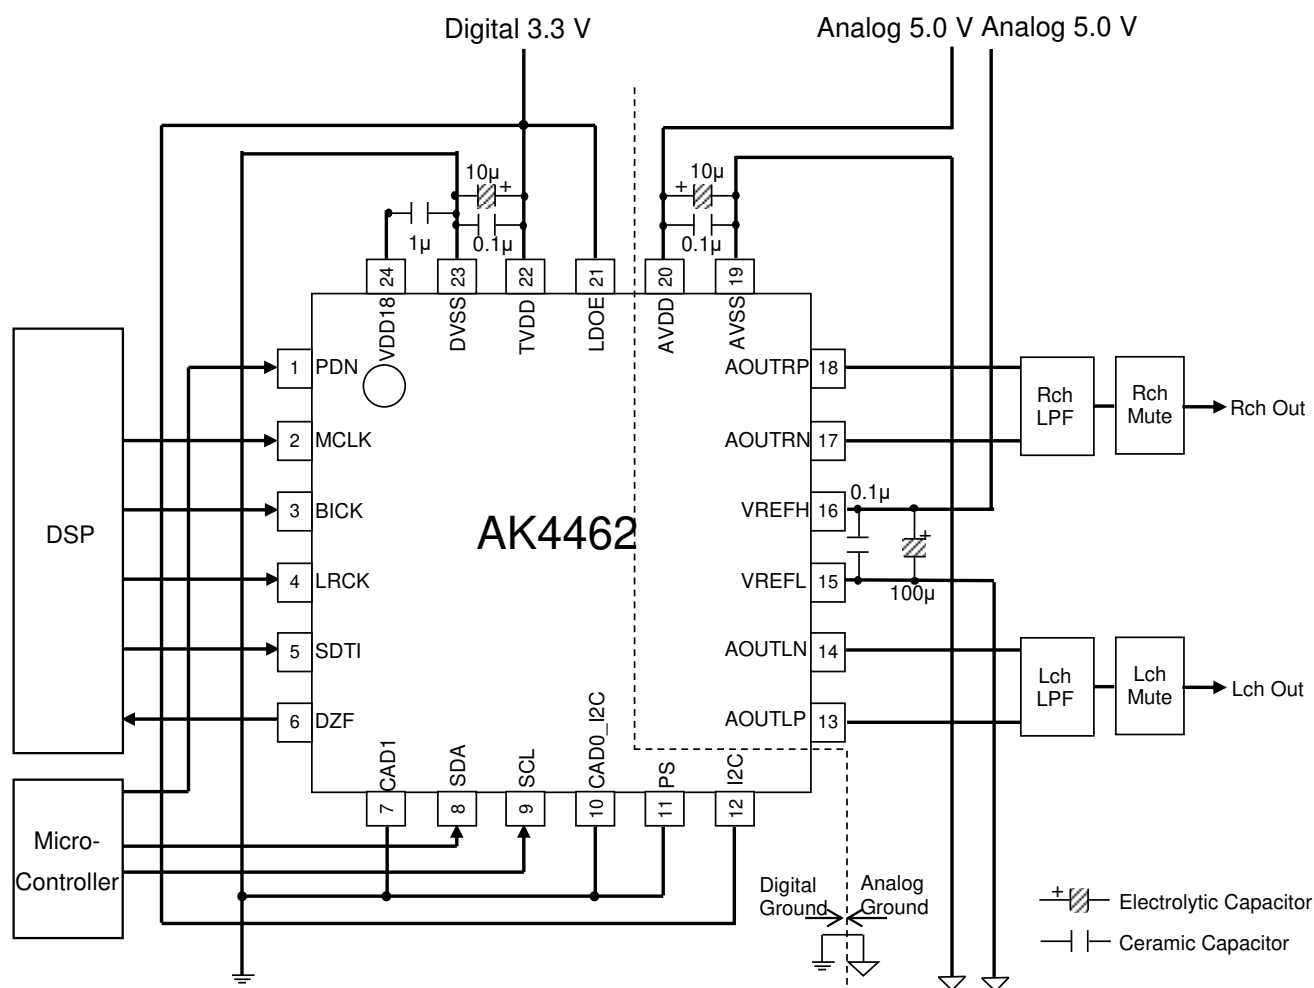 Digital 3.3 V
Analog 5.0 V Analog 5.0 V
10µ
+
1µ
0.1µ
+
10µ
0.1µ
24
23
22
21
20
19
VDD18
DVSS
TVDD
LDOE
AVDD
AVSS
DSP
1 PDN
2 MCLK
3 BICK
4 LRCK
5 SDTI
6 DZF
AK4462
AOUTRP 18
AOUTRN 17
VREFH 16
VREFL 15
AOUTLN 14
AOUTLP 13
0.1µ
+
100µ
Rch
LPF
Rch
Mute
Rch Out
Lch
LPF
Lch
Mute
Lch Out
CAD1
SDA
SCL
CAD0_I2C
PS
I2C
7
8
9
10
11
12
Micro-
Controller
Digital
Ground
Analog
Ground
+
Electrolytic Capacitor
Ceramic Capacitor